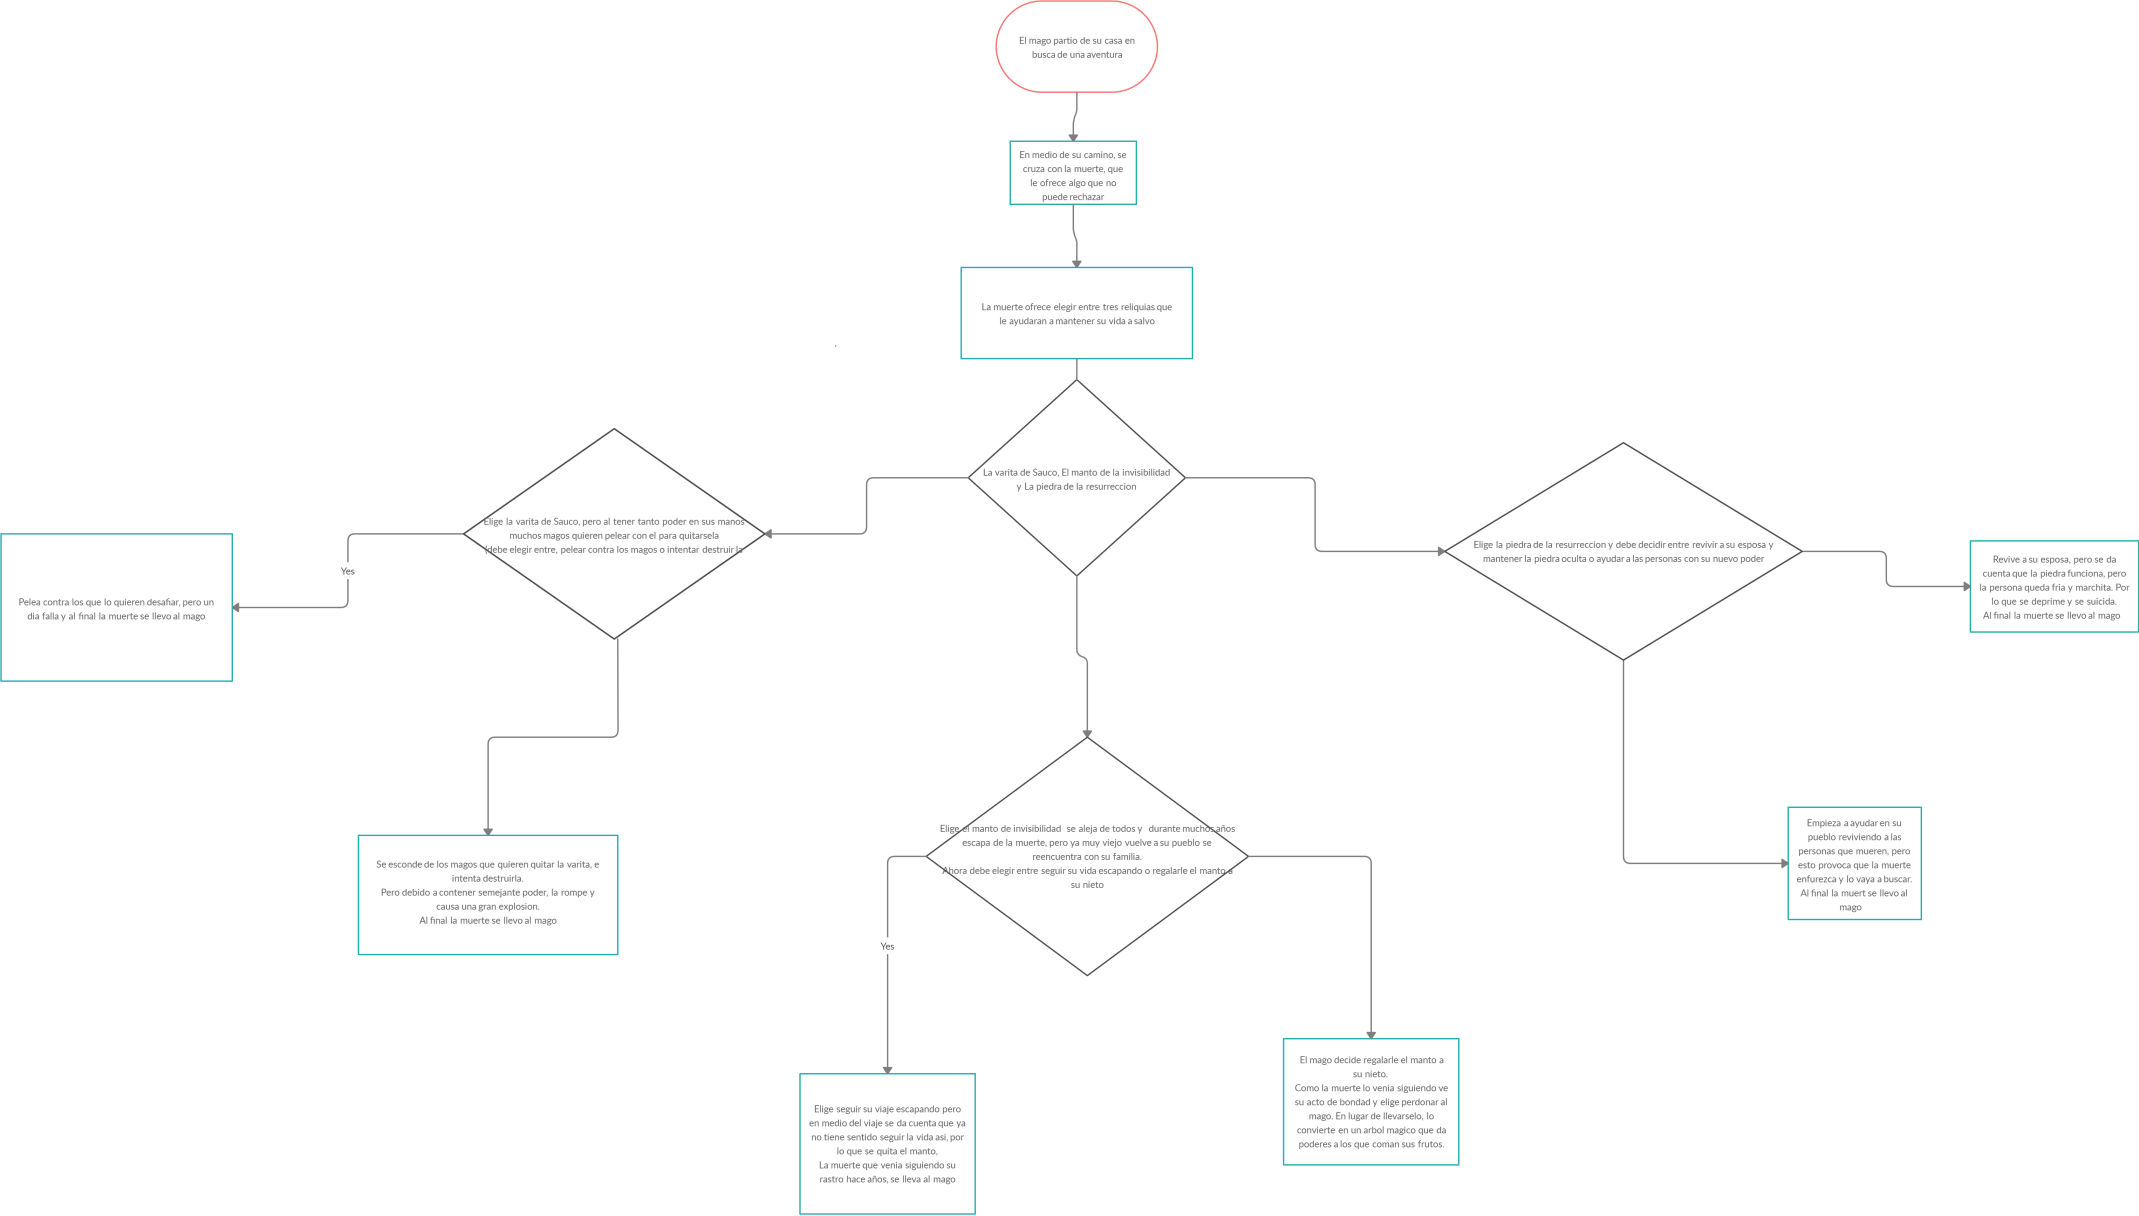 El mago partio de su casa en
busca de una aventura
En medio de su camino, se
cruza con la muerte, que
le ofrece algo que no
puede rechazar
La muerte ofrece elegir entre tres reliquias que
le ayudaran a mantener su vida a salvo
La varita de Sauco, El manto de la invisibilidad
y La piedra de la resurreccion
Elige la varita de Sauco, pero al tener tanto poder en sus manos
muchos magos quieren pelear con el para quitarsela
(debe elegir entre, pelear contra los magos o intentar destruir la
Yes
Pelea contra los que lo quieren desafiar, pero un
dia falla y al final la muerte se llevo al mago
Se esconde de los magos que quieren quitar la varita, e
intenta destruirla.
Pero debido a contener semejante poder, la rompe y
causa una gran explosion.
Al final la muerte se llevo al mago
Elige la piedra de la resurreccion y debe decidir entre revivir a su esposa y
mantener la piedra oculta o ayudar a las personas con su nuevo poder
Revive a su esposa, pero se da
cuenta que la piedra funciona, pero
la persona queda fria y marchita. Por
lo que se deprime y se suicida.
Al final la muerte se llevo al mago
Empieza a ayudar en su
pueblo reviviendo a las
personas que mueren, pero
esto provoca que la muerte
enfurezca y lo vaya a buscar.
Al final la muert se llevo al
mago
Elige el manto de invisibilidad se aleja de todos y durante muchos años
escapa de la muerte, pero ya muy viejo vuelve a su pueblo se
reencuentra con su familia.
Ahora debe elegir entre seguir su vida escapando o regalarle el manto a
su nieto
Yes
Elige seguir su viaje escapando pero
en medio del viaje se da cuenta que ya
no tiene sentido seguir la vida asi, por
lo que se quita el manto,
La muerte que venia siguiendo su
rastro hace años, se lleva al mago
El mago decide regalarle el manto a
su nieto.
Como la muerte lo venia siguiendo ve
su acto de bondad y elige perdonar al
mago. En lugar de llevarselo, lo
convierte en un arbol magico que da
poderes a los que coman sus frutos.